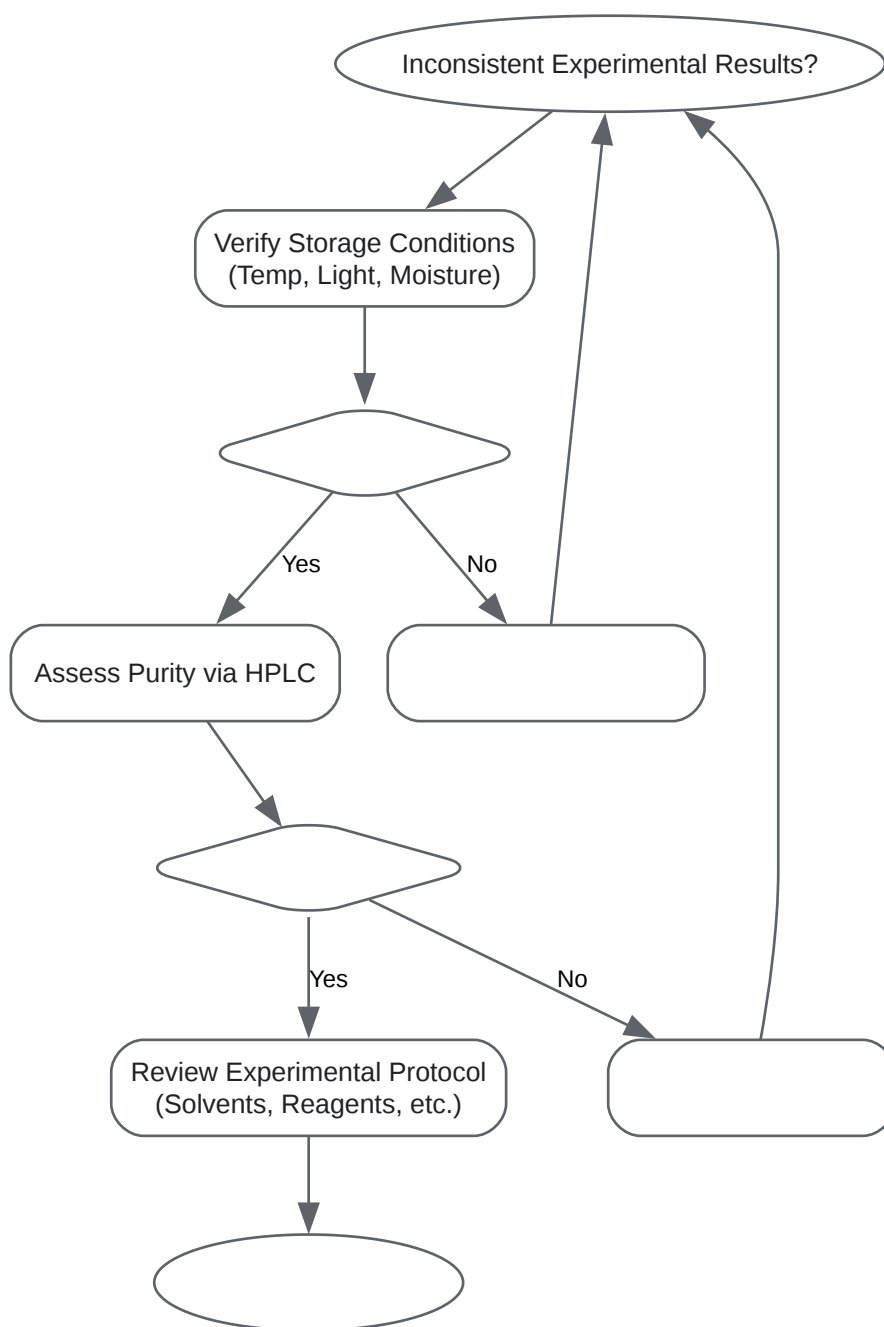 Inconsistent Experimental Results?
Verify Storage Conditions
(Temp, Light, Moisture)
Yes
No
Assess Purity via HPLC
Yes
No
Review Experimental Protocol
(Solvents, Reagents, etc.)